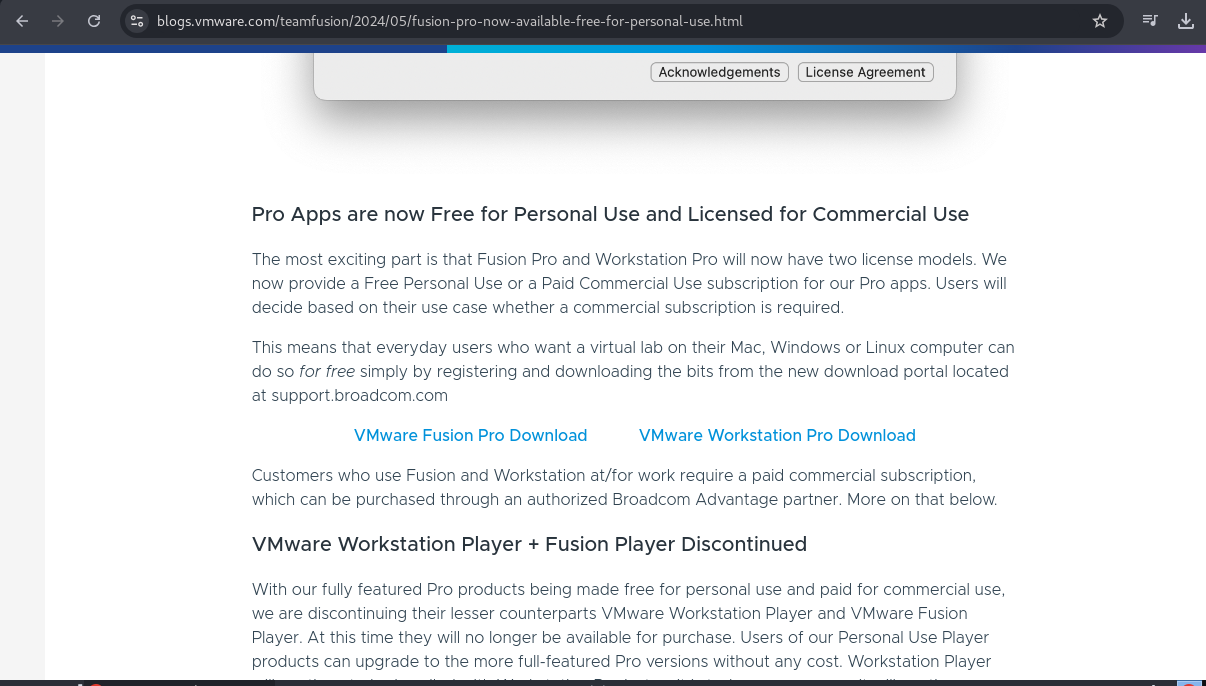 blogs.vmware.com/teamfusion/2024/05/fusion-pro-now-available-free-for-personal-use.html
Acknowledgements License Agreement
Pro Apps are now Free for Personal Use and Licensed for Commercial Use
The most exciting part is that Fusion Pro and Workstation Pro will now have two license models. We
now provide a Free Personal Use or a Paid Commercial Use subscription for our Pro apps. Users will
decide based on their use case whether a commercial subscription is required.
This means that everyday users who want a virtual lab on their Mac, Windows or Linux computer can
do so for free simply by registering and downloading the bits from the new download portal located
at support.broadcom.com
VMware Fusion Pro Download VMware Workstation Pro Download
Customers who use Fusion and Workstation at/for work require a paid commercial subscription,
which can be purchased through an authorized Broadcom Advantage partner. More on that below.
VMware Workstation Player + Fusion Player Discontinued
With our fully featured Pro products being made free for personal use and paid for commercial use,
we are discontinuing their lesser counterparts VMware Workstation Player and VMware Fusion
Player. At this time they will no longer be available for purchase. Users of our Personal Use Player
products can upgrade to the more full-featured Pro versions without any cost. Workstation Player